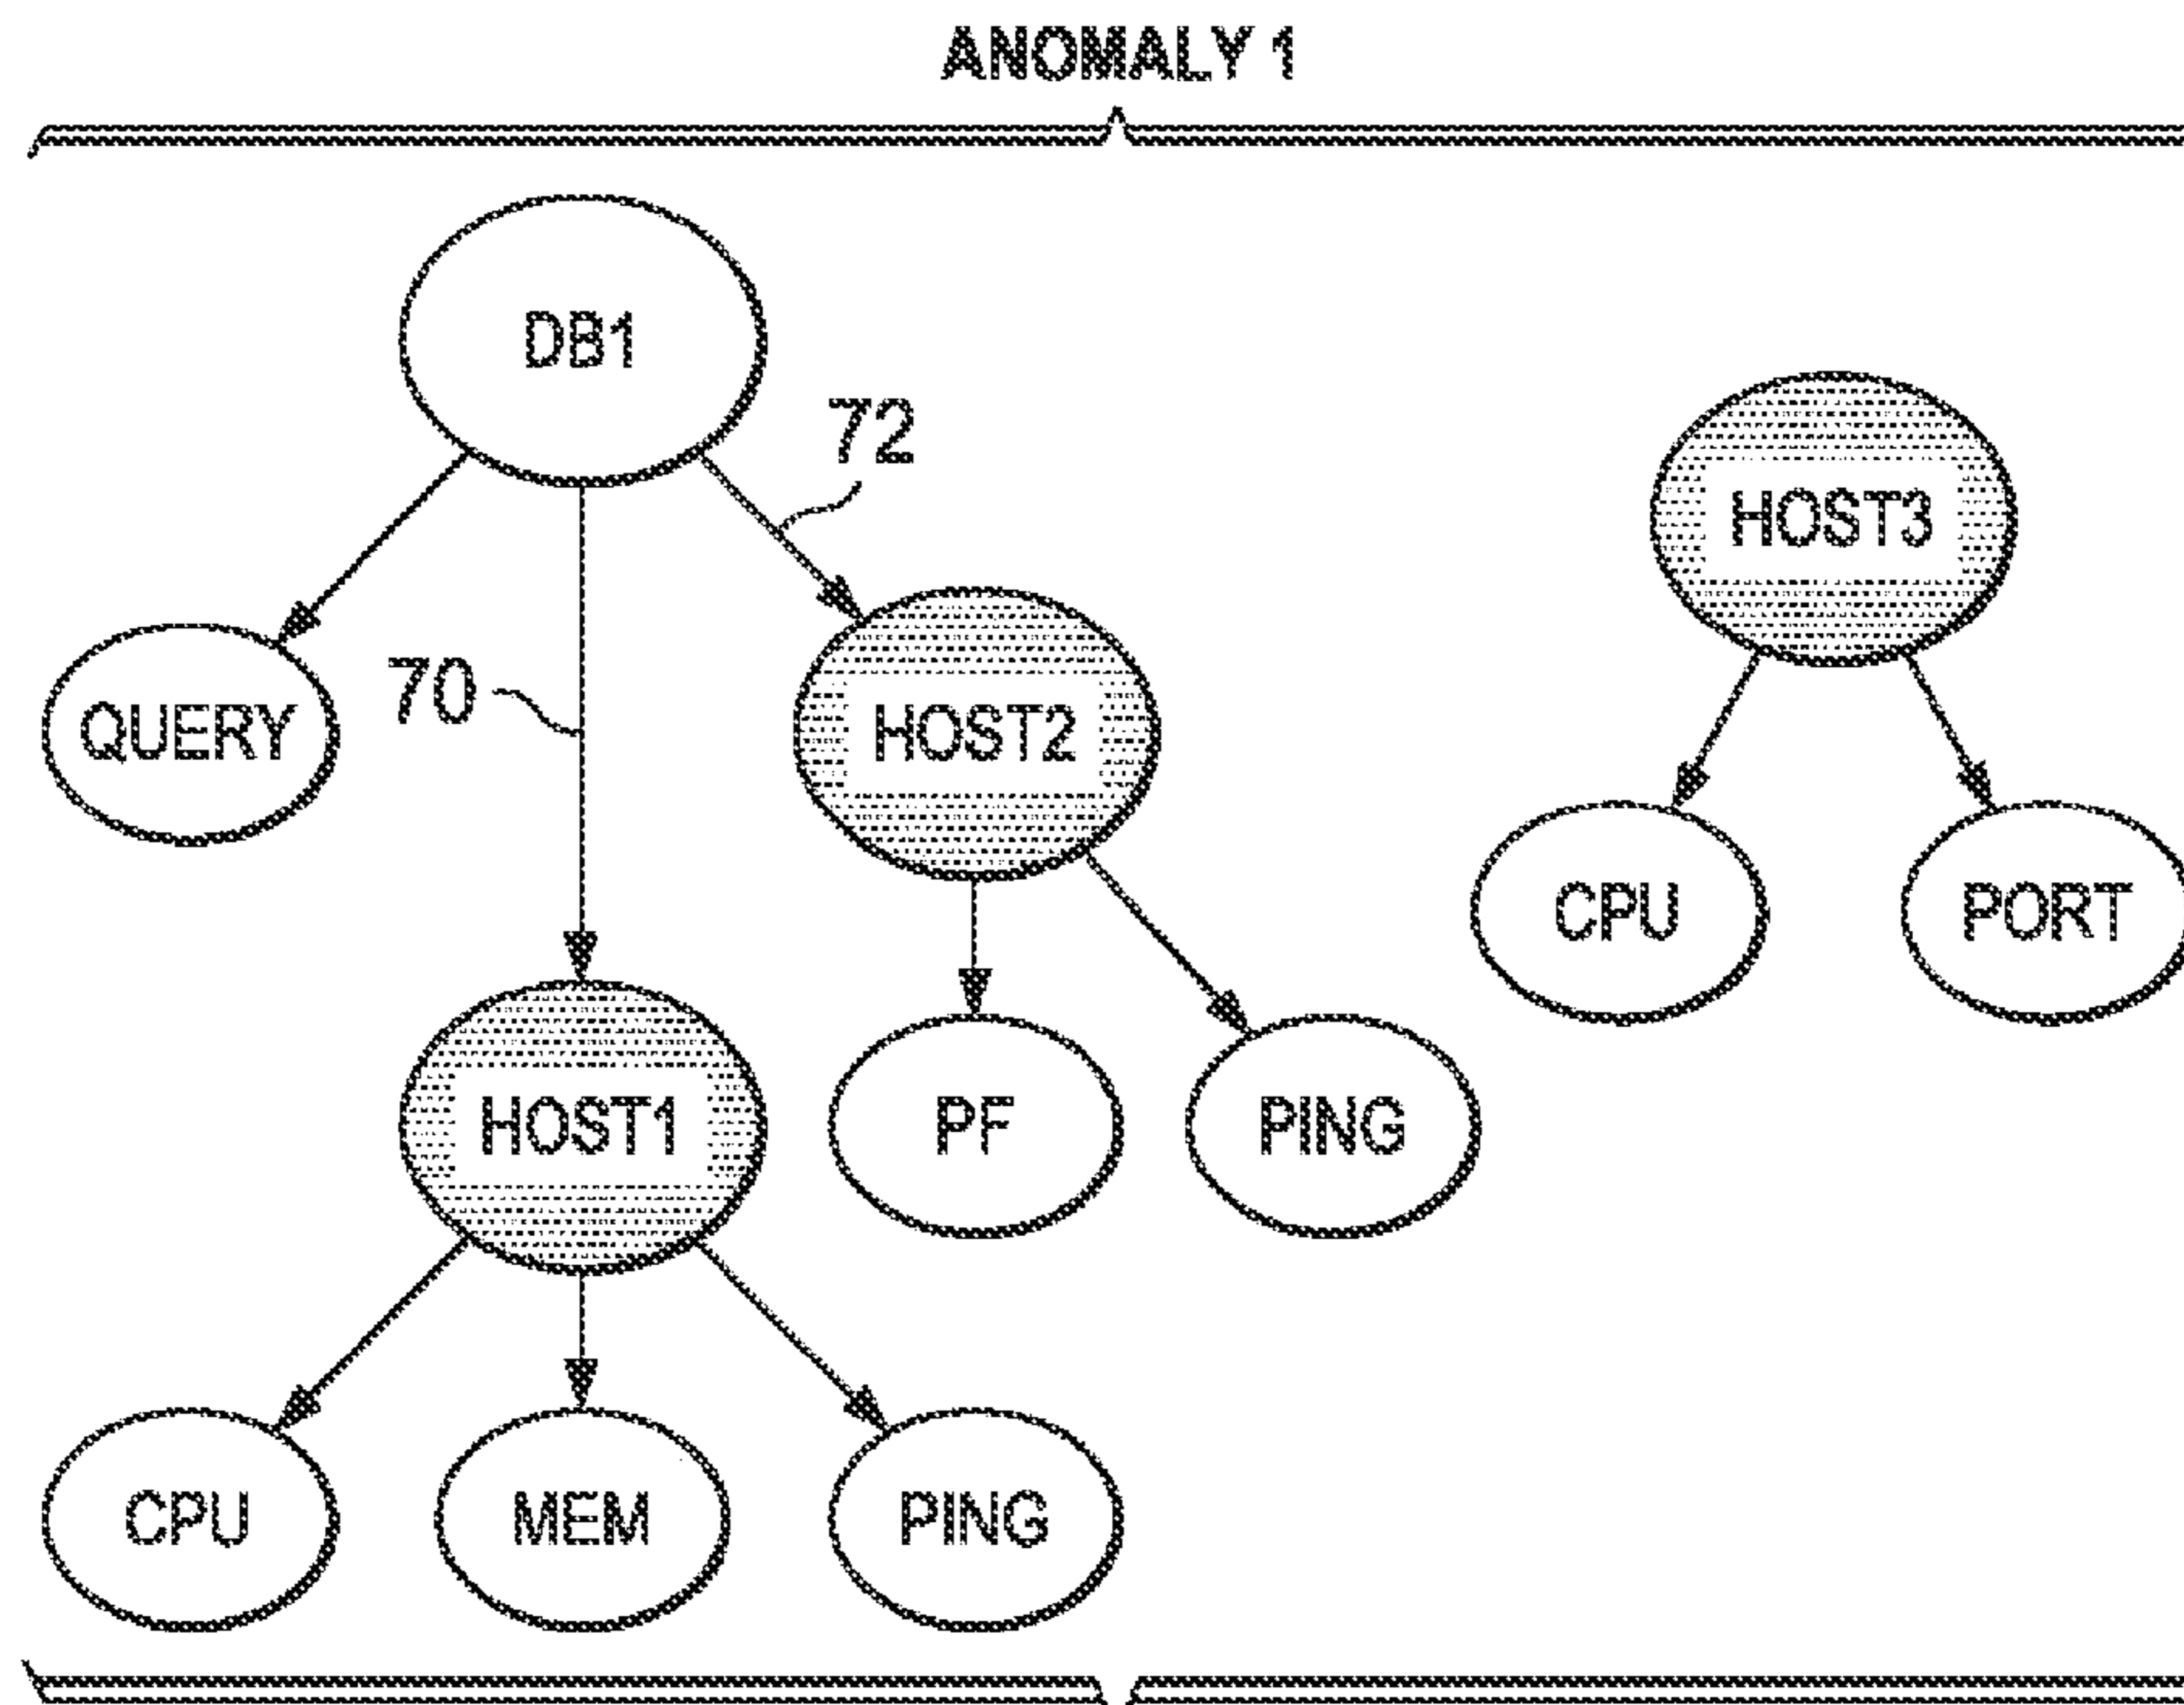 ANOMALY 1
DB1
72
HOST3
QUERY
70
HOST2
CPU
PORT
HOST1
PF
PING
CPU
MEM
PING